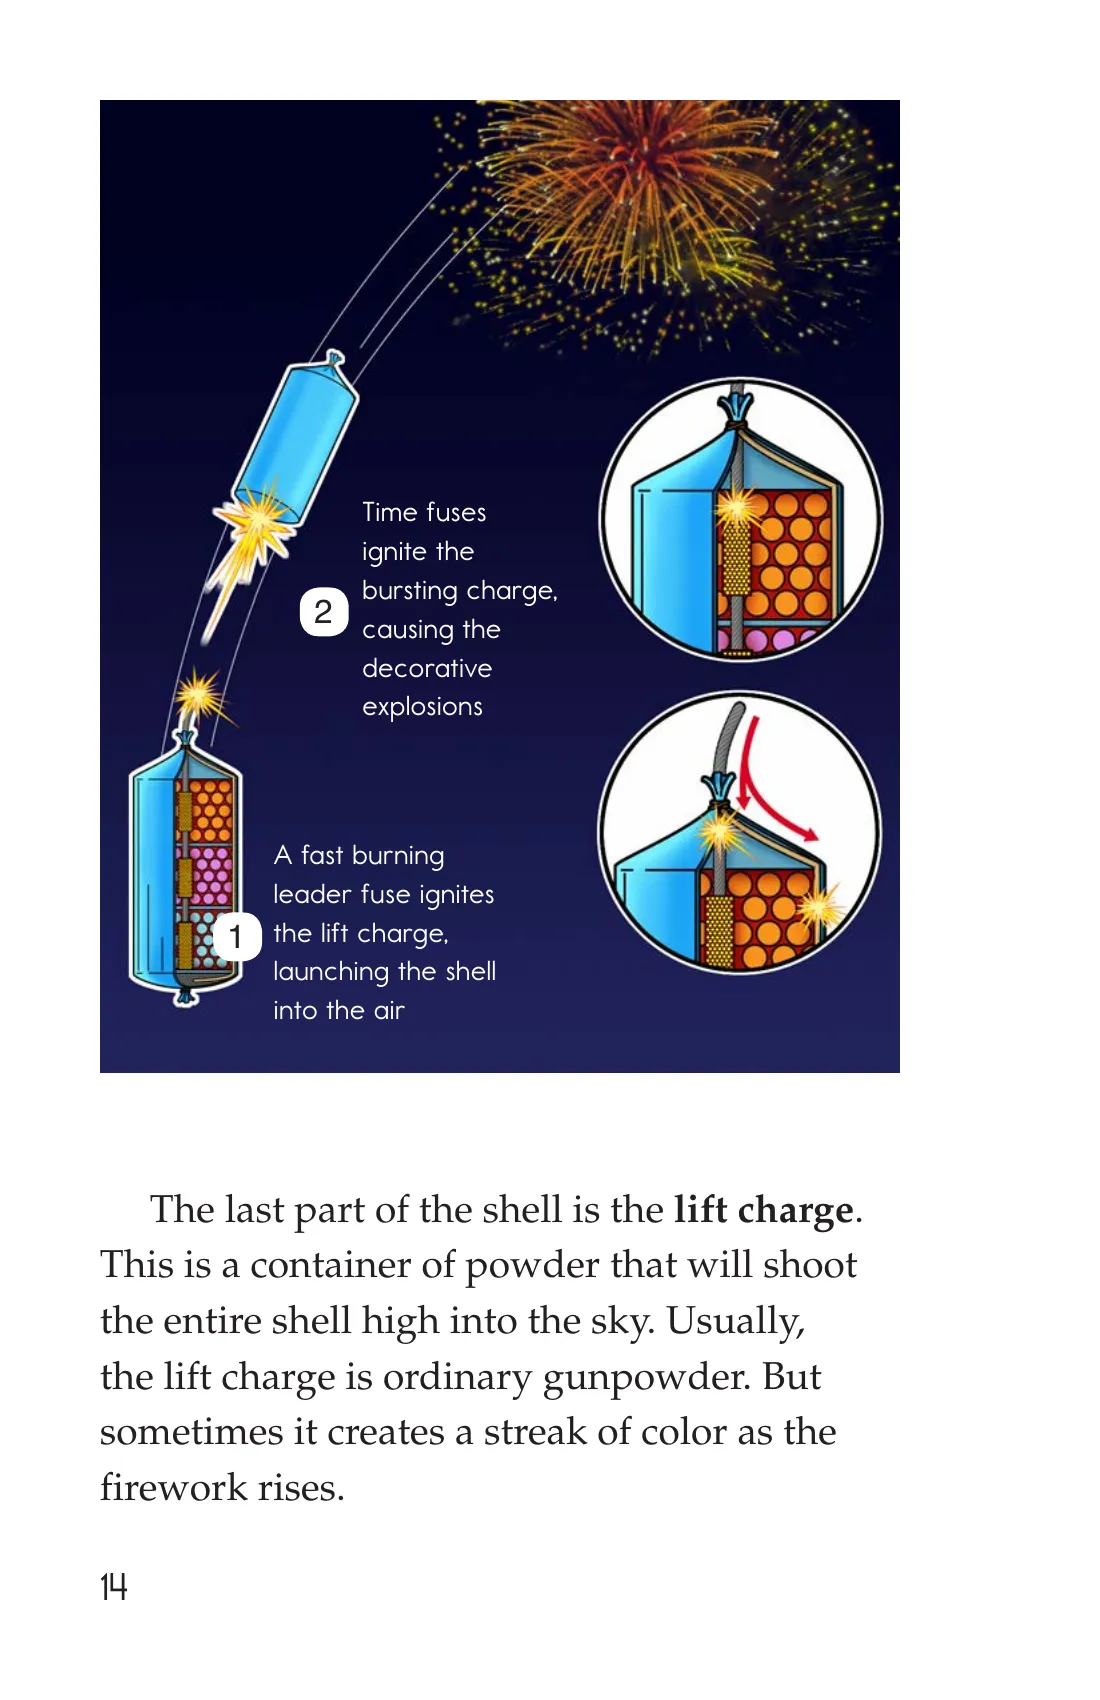 Time fuses
ignite the
bursting charge,
causing the
decorative
explosions
2
A fast burning
leader fuse ignites
the lift charge,
launching the shell
into the air
1
The last part of the shell is the lift charge.
This is a container of powder that will shoot
the entire shell high into the sky. Usually,
the lift charge is ordinary gunpowder. But
sometimes it creates a streak of color as the
firework rises.
14